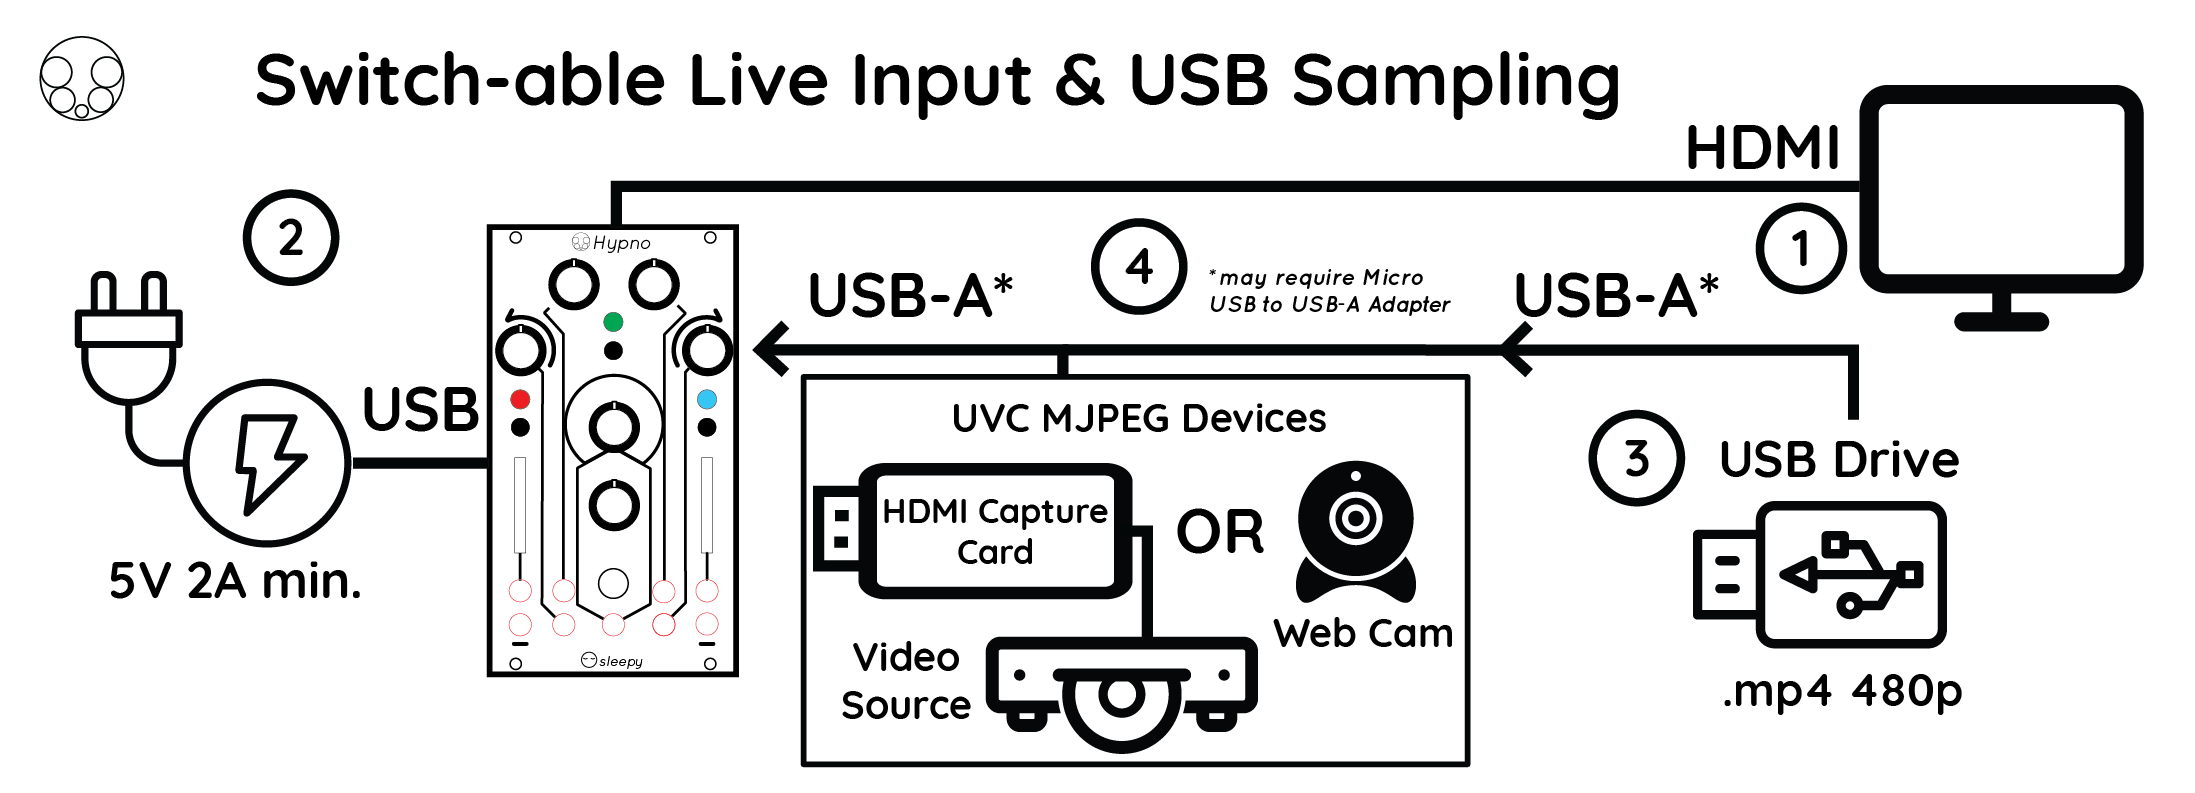 Switch-able Live Input & USB Sampling
HDMI
1
2
Hypno
USB-A*
4
*may require Micro
USB to USB-A Adapter
USB-A*
USB
5V 2A min.
UVC MJPEG Devices
HDMI Capture
Card
OR
Web Cam
Video
Source
3
USB Drive
.mp4 480p
sleepy